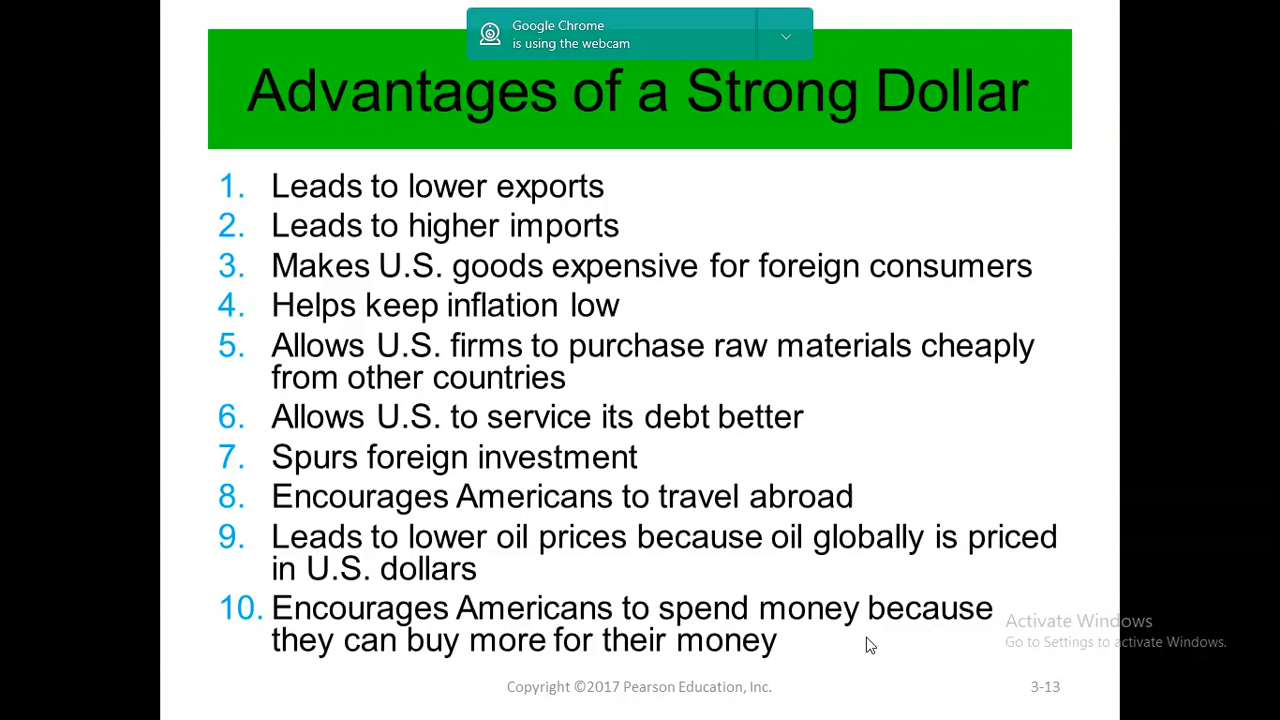 Google Chrome
is using the webcam
Advantages of a Strong Dollar
1. Leads to lower exports
2. Leads to higher imports
3. Makes U.S. goods expensive for foreign consumers
4. Helps keep inflation low
5. Allows U.S. firms to purchase raw materials cheaply
from other countries
6. Allows U.S. to service its debt better
7. Spurs foreign investment
8. Encourages Americans to travel abroad
9. Leads to lower oil prices because oil globally is priced
in U.S. dollars
10. Encourages Americans to spend money because
they can buy more for their money
Activate Windows
Go to Settings to activate Windows.
Copyright ©2017 Pearson Education, Inc.
3-13